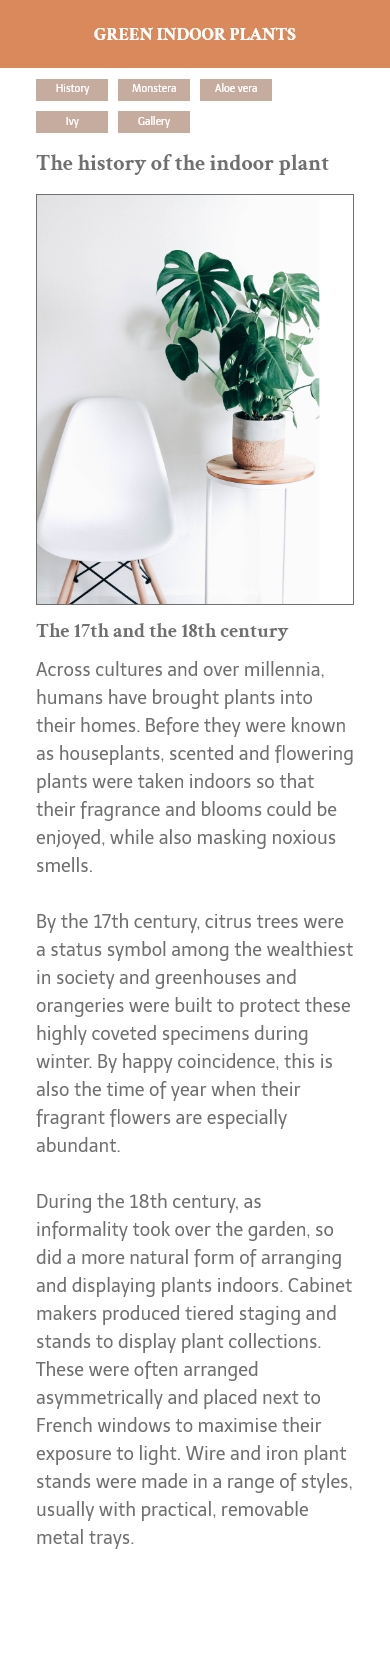 GREEN INDOOR PLANTS
History Monstera Aloe vera
Ivy Gallery
The history of the indoor plant
The 17th and the 18th century
Across cultures and over millennia,
humans have brought plants into
their homes. Before they were known
as houseplants, scented and flowering
plants were taken indoors so that
their fragrance and blooms could be
enjoyed, while also masking noxious
smells.
By the 17th century, citrus trees were
a status symbol among the wealthiest
in society and greenhouses and
orangeries were built to protect these
highly coveted specimens during
winter. By happy coincidence, this is
also the time of year when their
fragrant flowers are especially
abundant.
During the 18th century, as
informality took over the garden, so
did a more natural form of arranging
and displaying plants indoors. Cabinet
makers produced tiered staging and
stands to display plant collections.
These were often arranged
asymmetrically and placed next to
French windows to maximise their
exposure to light. Wire and iron plant
stands were made in a range of styles,
usually with practical, removable
metal trays.